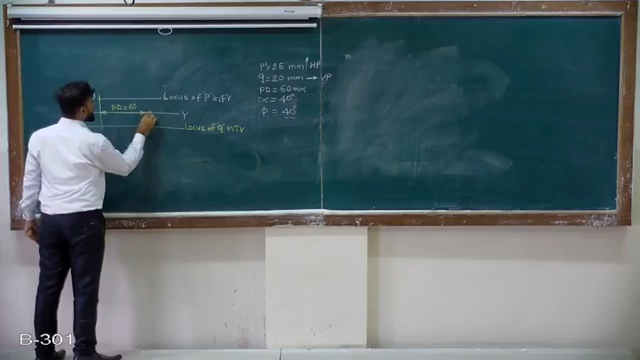 P'= 25 mm ↑ HP
q = 20 mm → VP
PD = 60 mm
α = 40°
Φ = 40°
Locus of P' in FV
PD = 60
Y
Locus of q in TV
B-301